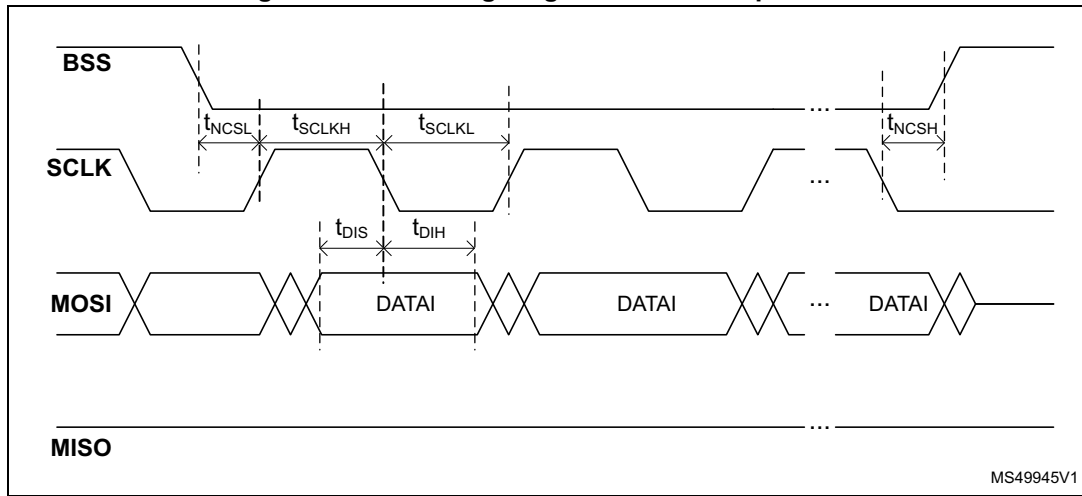 BSS
...
tNCSL tSCLKH tSCLKL tNCSH
SCLK
...
tDIS tDIH
MOSI DATAI DATAI ... DATAI
...
MISO
MS49945V1